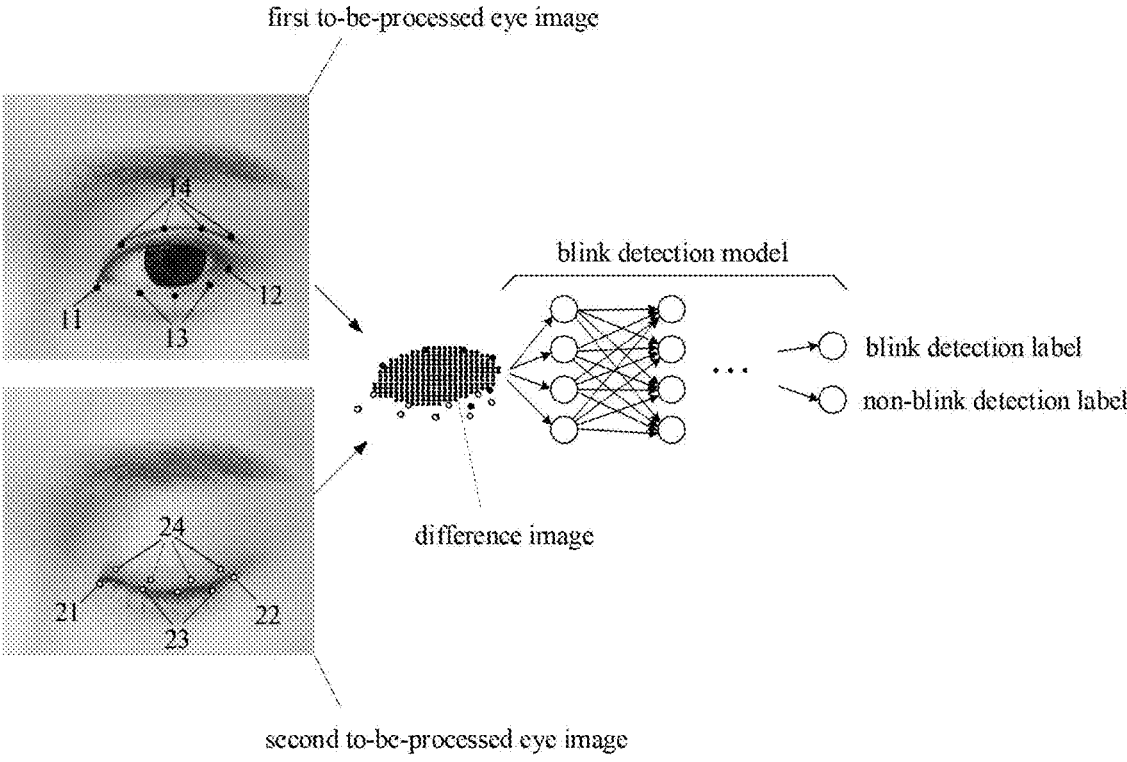 first to-be-processed eye image
14
11
12
13
blink detection model
blink detection label
non-blink detection label
24
difference image
21
22
23
second to-be-processed eye image